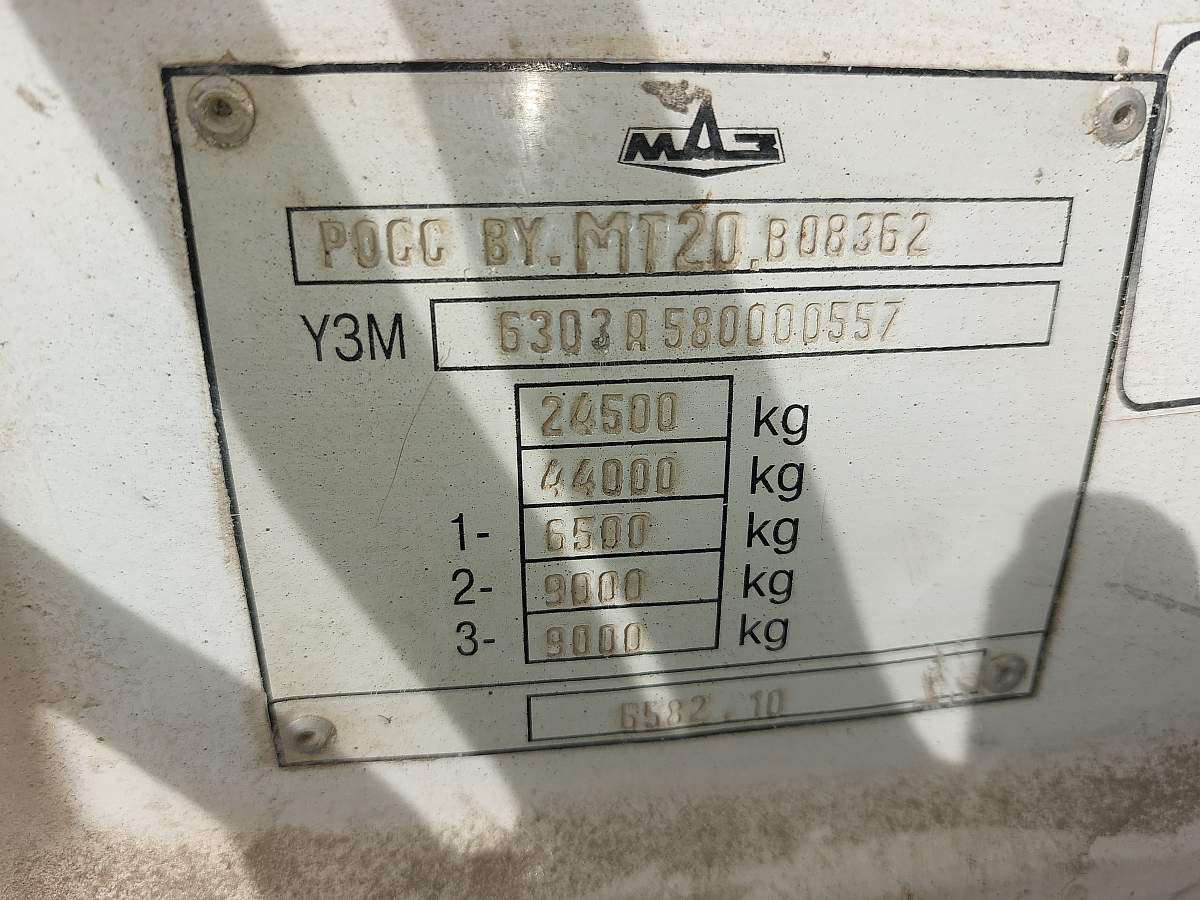 МАЗ
РОСС BY.МТ20.В08362
Y3M 6303A580000557
24500 kg
44000 kg
1- 6500 kg
2- 9000 kg
3- 9000 kg
6582.10